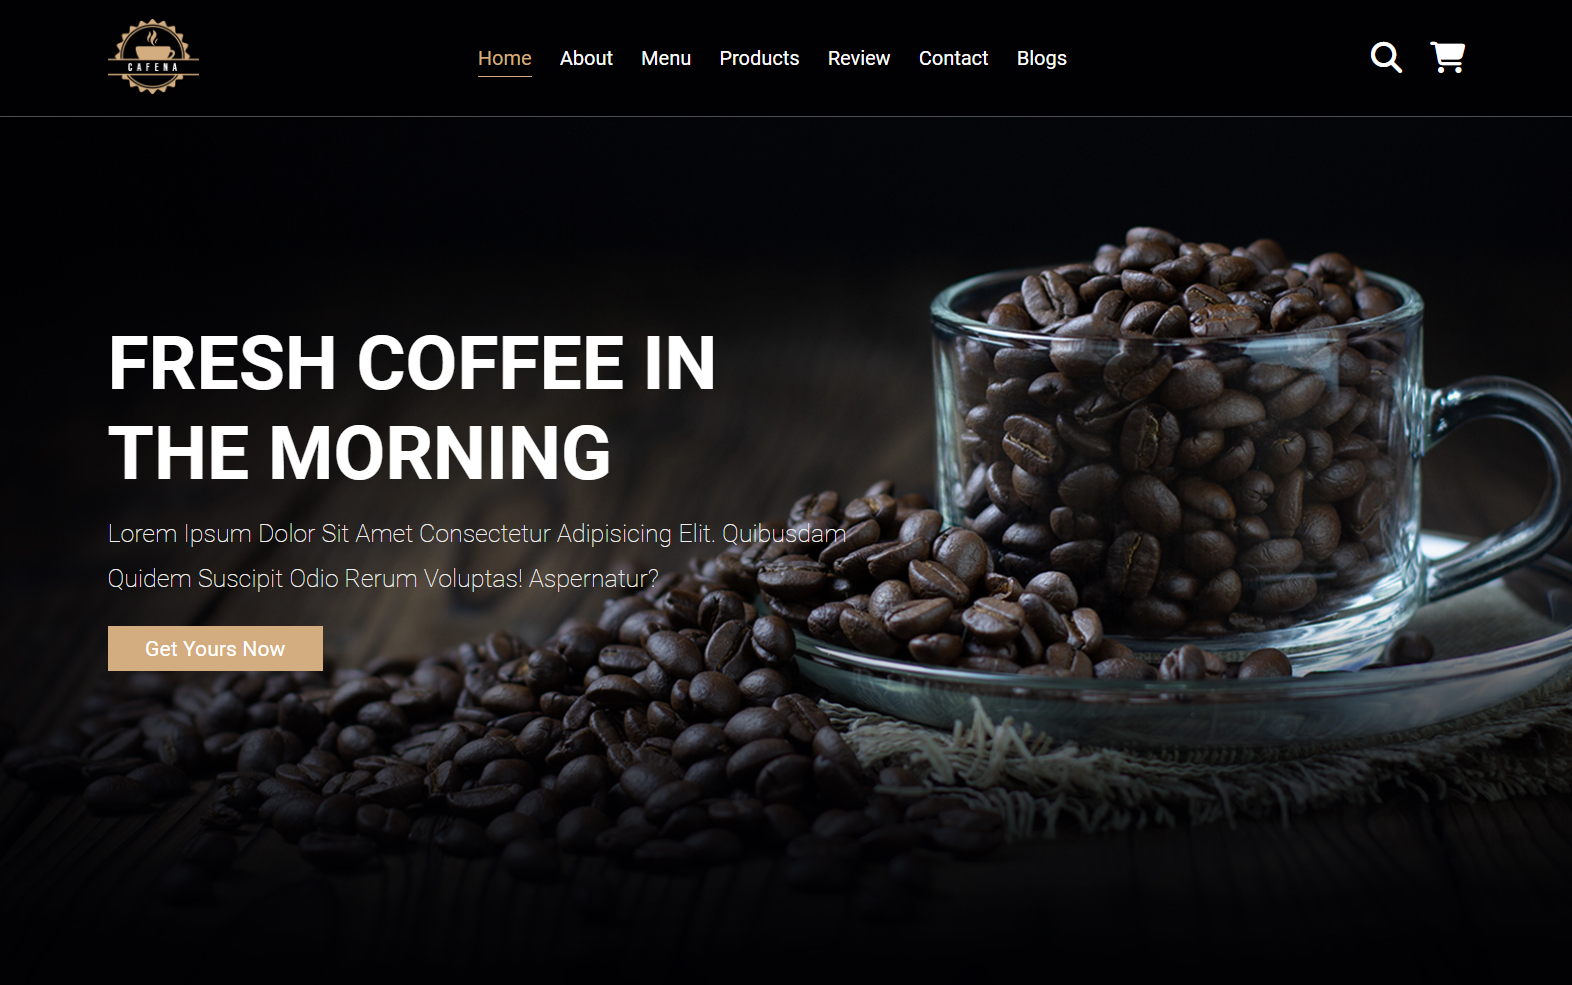 CAFENA
Home About Menu Products Review Contact Blogs
FRESH COFFEE IN
THE MORNING
Lorem Ipsum Dolor Sit Amet Consectetur Adipisicing Elit. Quibusdam
Quidem Suscipit Odio Rerum Voluptas! Aspernatur?
Get Yours Now